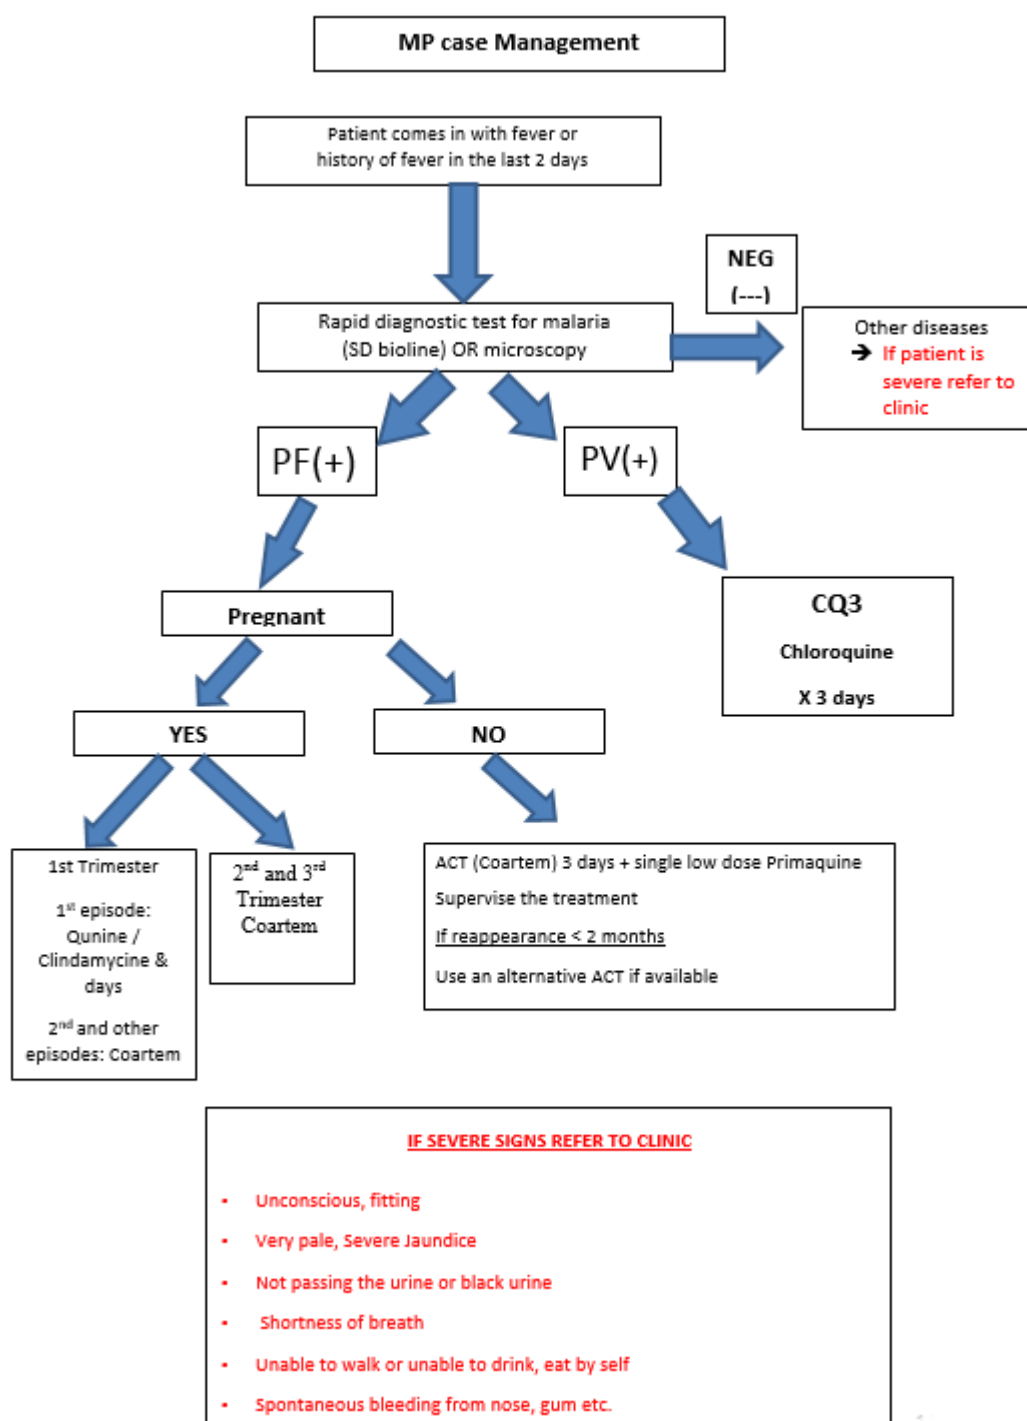 MP case Management
Patient comes in with fever or
history of fever in the last 2 days
NEG
(---)
Rapid diagnostic test for malaria
(SD bioline) OR microscopy
Other diseases
➔ If patient is
severe refer to
clinic
PF(+)
PV(+)
Pregnant
CQ3
Chloroquine
X 3 days
YES
NO
1st Trimester
1st episode:
Qunine /
Clindamycine &
days
2nd and other
episodes: Coartem
2nd and 3rd
Trimester
Coartem
ACT (Coartem) 3 days + single low dose Primaquine
Supervise the treatment
If reappearance < 2 months
Use an alternative ACT if available
IF SEVERE SIGNS REFER TO CLINIC
- Unconscious, fitting
- Very pale, Severe Jaundice
- Not passing the urine or black urine
- Shortness of breath
- Unable to walk or unable to drink, eat by self
- Spontaneous bleeding from nose, gum etc.